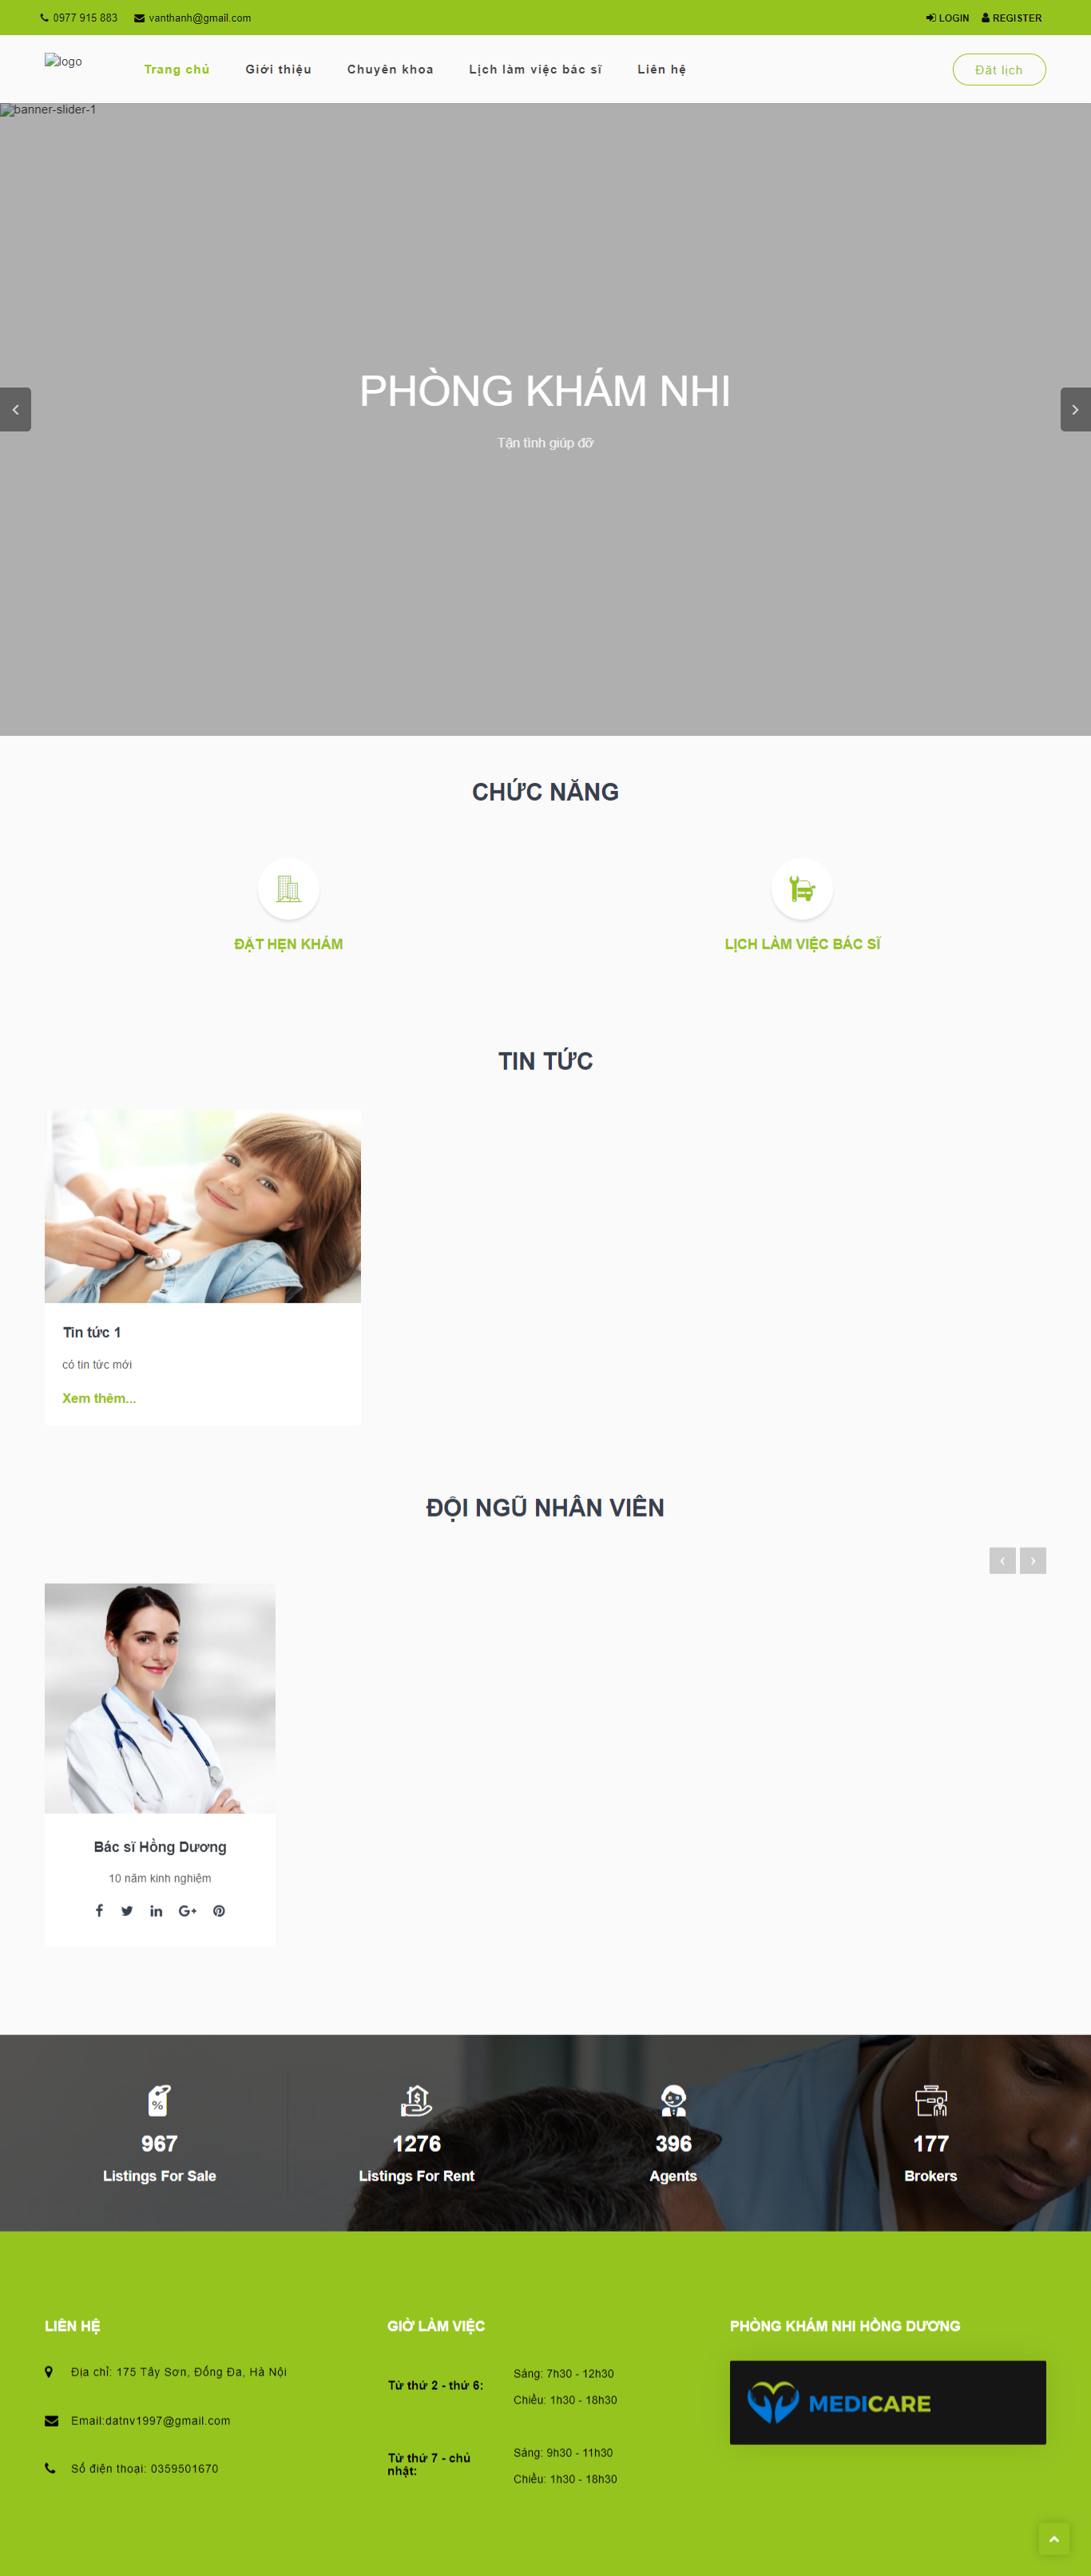 0977 915 883 vanthanh@gmail.com LOGIN REGISTER
logo Trang chủ Giới thiệu Chuyên khoa Lịch làm việc bác sĩ Liên hệ Đăt lịch
banner-slider-1
PHÒNG KHÁM NHI
Tận tình giúp đỡ
CHỨC NĂNG
ĐẶT HẸN KHÁM LỊCH LÀM VIỆC BÁC SĨ
TIN TỨC
Tin tức 1
có tin tức mới
Xem thêm...
ĐỘI NGŨ NHÂN VIÊN
Bác sĩ Hồng Dương
10 năm kinh nghiệm
967 1276 396 177
Listings For Sale Listings For Rent Agents Brokers
LIÊN HỆ
Địa chỉ: 175 Tây Sơn, Đống Đa, Hà Nội
Email:datnv1997@gmail.com
Số điện thoại: 0359501670
GIỜ LÀM VIỆC
Từ thứ 2 - thứ 6:
Sáng: 7h30 - 12h30
Chiều: 1h30 - 18h30
Từ thứ 7 - chủ
nhật:
Sáng: 9h30 - 11h30
Chiều: 1h30 - 18h30
PHÒNG KHÁM NHI HỒNG DƯƠNG
MEDICARE